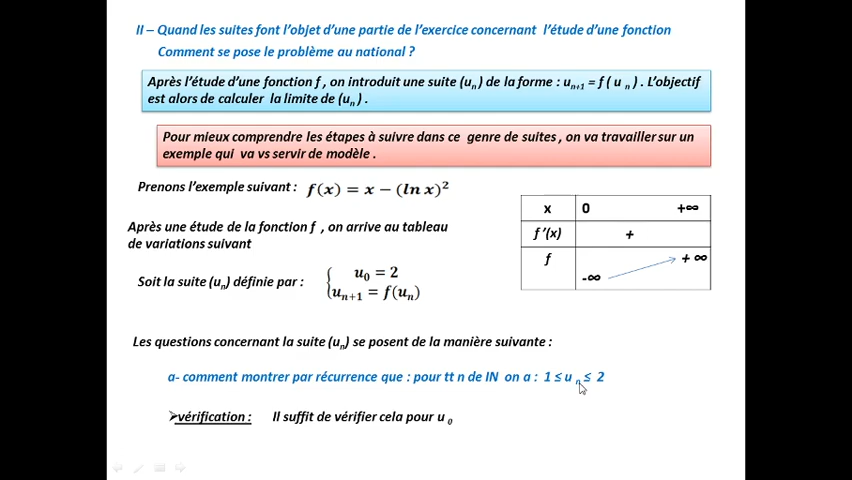 II – Quand les suites font l'objet d'une partie de l'exercice concernant l'étude d'une fonction
Comment se pose le problème au national ?
Après l'étude d'une fonction f , on introduit une suite (uₙ) de la forme : uₙ₊₁ = f ( u ₙ ) . L'objectif
est alors de calculer la limite de (uₙ ) .
Pour mieux comprendre les étapes à suivre dans ce genre de suites , on va travailler sur un
exemple qui va vs servir de modèle .
Prenons l'exemple suivant : f(x) = x − (ln x)²
Après une étude de la fonction f , on arrive au tableau
de variations suivant
x 0 +∞
f '(x) +
f -∞ + ∞
Soit la suite (uₙ) définie par : { u₀ = 2
uₙ₊₁ = f(uₙ)
Les questions concernant la suite (uₙ) se posent de la manière suivante :
a- comment montrer par récurrence que : pour tt n de IN on a : 1 ≤ u ₙ ≤ 2
➢vérification : Il suffit de vérifier cela pour u ₀